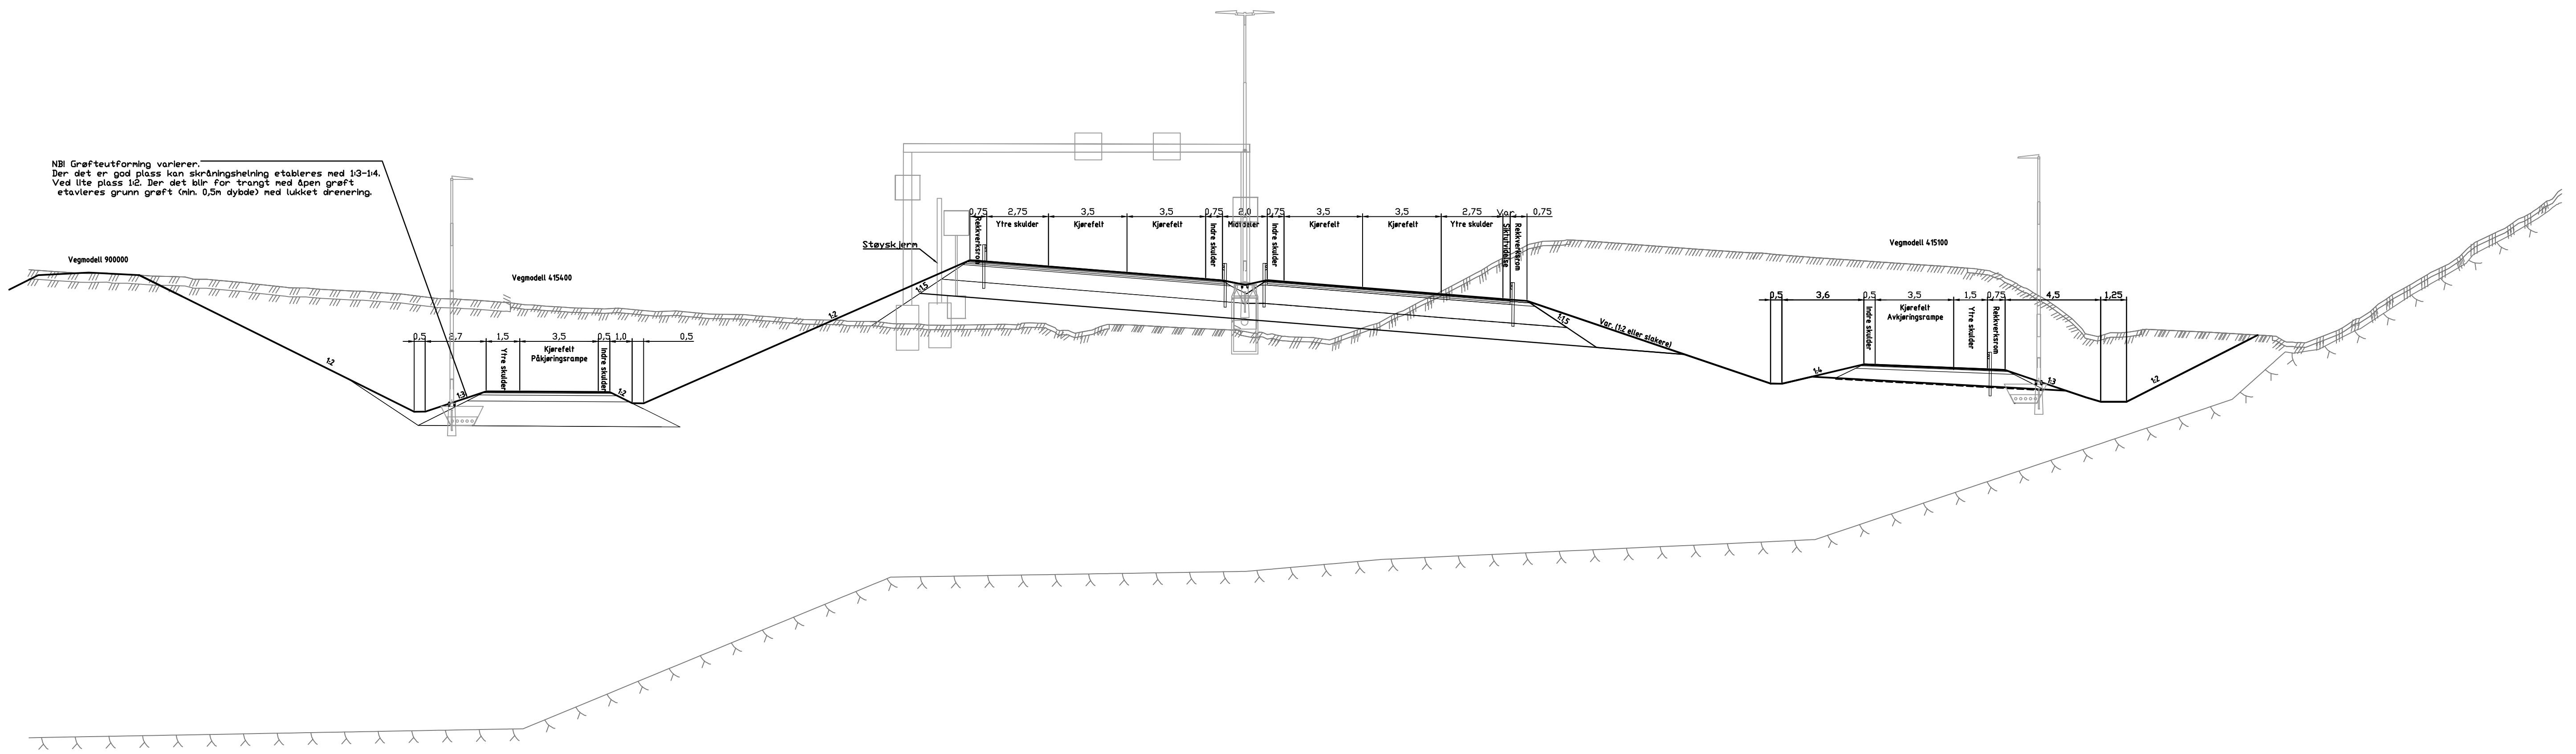 NB! Grøfteutforming varierer.
Der det er god plass kan skråningshelning etableres med 1:3-1:4.
Ved lite plass 1:2. Der det blir for trangt med åpen grøft
etavleres grunn grøft (min. 0,5m dybde) med lukket drenering.
Vegmodell 900000
Vegmodell 415400
1:2
0,5 2,7 1,5 3,5 0,5 1,0 0,5
Ytre skulder
Kjørefelt
Påkjøringsrampe
Indre skulder
1:3
1:2
1:2
Støyskjerm
0,75 2,75 3,5 3,5 0,75 2,0 0,75 3,5 3,5 2,75 Var. 0,75
Rekkverksrom
Ytre skulder
Kjørefelt
Kjørefelt
Indre skulder
Midtdeler
Indre skulder
Kjørefelt
Kjørefelt
Ytre skulder
Siktutvidelse
Rekkverksrom
1:1,5
1:1,5
Var. (1:2 eller slakere)
Vegmodell 415100
0,5 3,6 0,5 3,5 1,5 0,75 4,5 1,25
Indre skulder
Kjørefelt
Avkjøringsrampe
Ytre skulder
Rekkverksrom
1:4
1:3
1:2